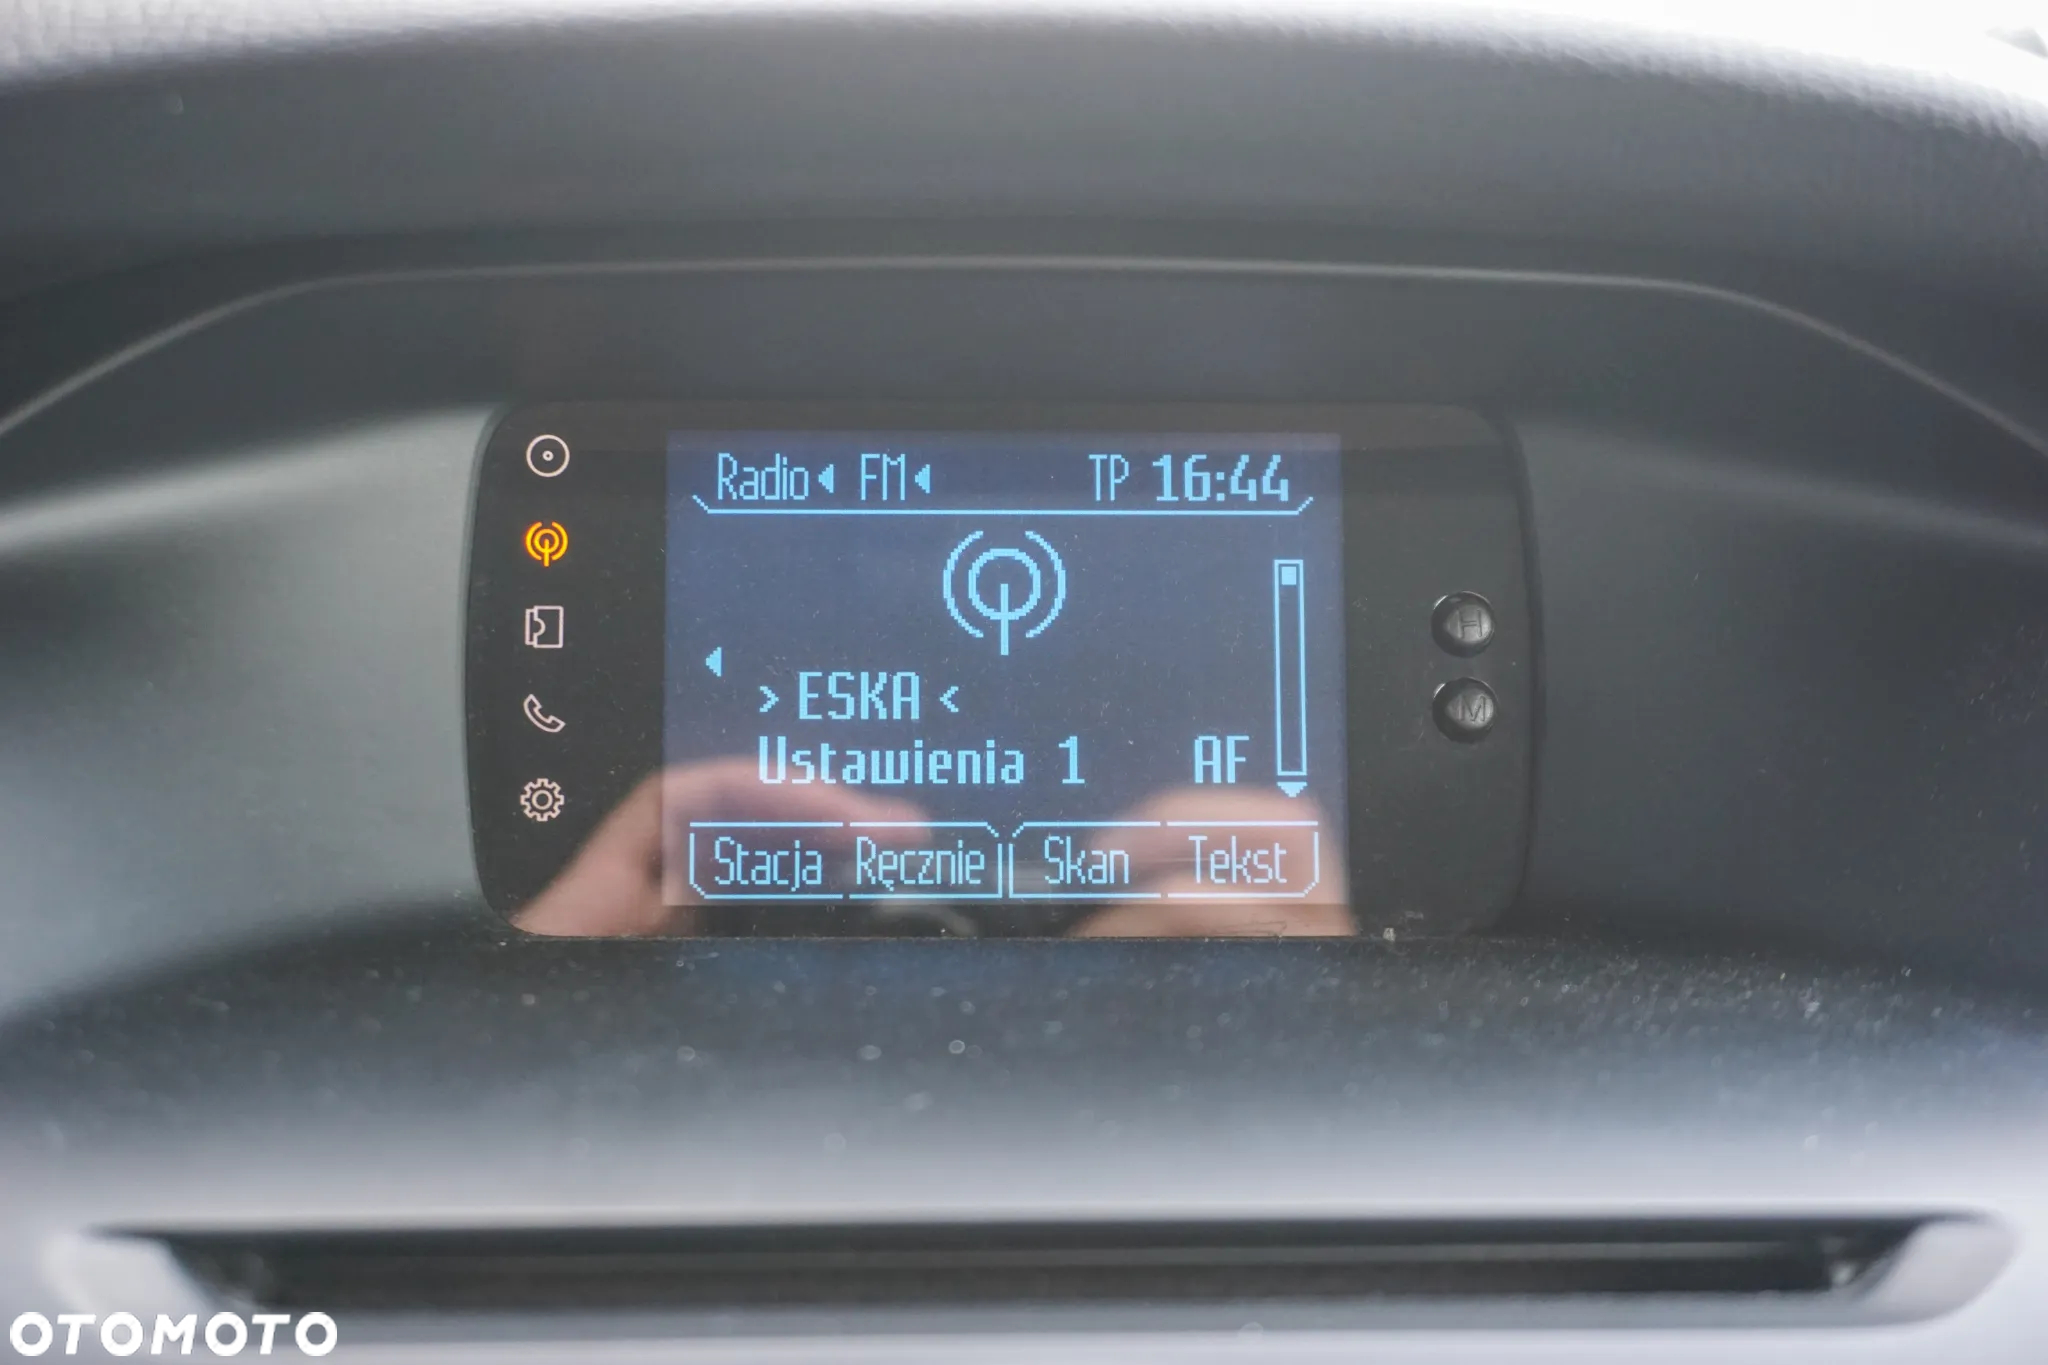 Radio FM TP 16:44
> ESKA <
Ustawienia 1 AF
Stacja Ręcznie Skan Tekst
H
M
OTOMOTO